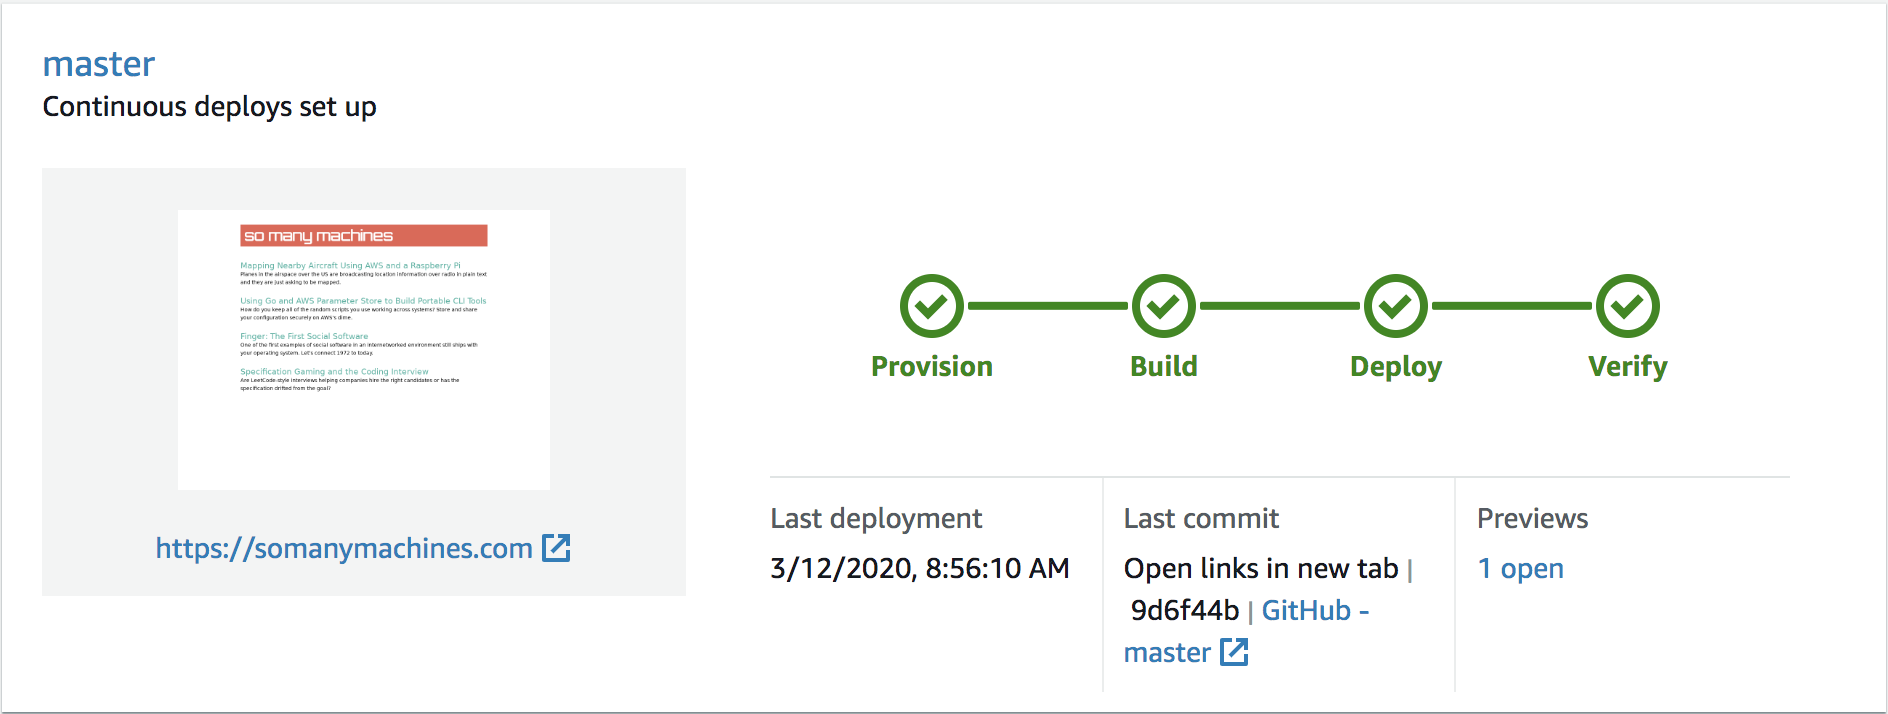 master
Continuous deploys set up
so many machines
Mapping Nearby Aircraft Using AWS and a Raspberry Pi
Planes in the airspace over the US are broadcasting location information over radio in plain text
and they are just asking to be mapped.
Using Go and AWS Parameter Store to Build Portable CLI Tools
How do you keep all of the random scripts you use working across systems? Store and share
your configuration securely on AWS's dime.
Finger: The First Social Software
One of the first examples of social software in an internetworked environment still ships with
your operating system. Let's connect 1972 to today.
Specification Gaming and the Coding Interview
Are LeetCode-style interviews helping companies hire the right candidates or has the
specification drifted from the goal?
https://somanymachines.com
Provision
Build
Deploy
Verify
Last deployment
3/12/2020, 8:56:10 AM
Last commit
Open links in new tab |
9d6f44b | GitHub -
master
Previews
1 open